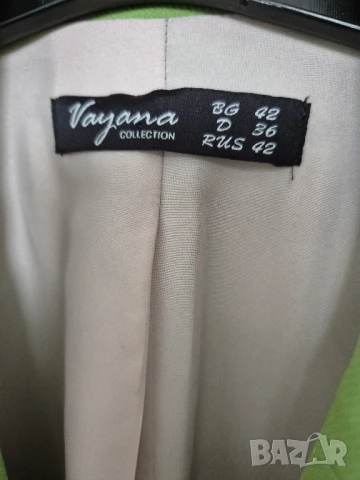 Vayana
COLLECTION
BG 42
D 36
RUS 42
BAZAR